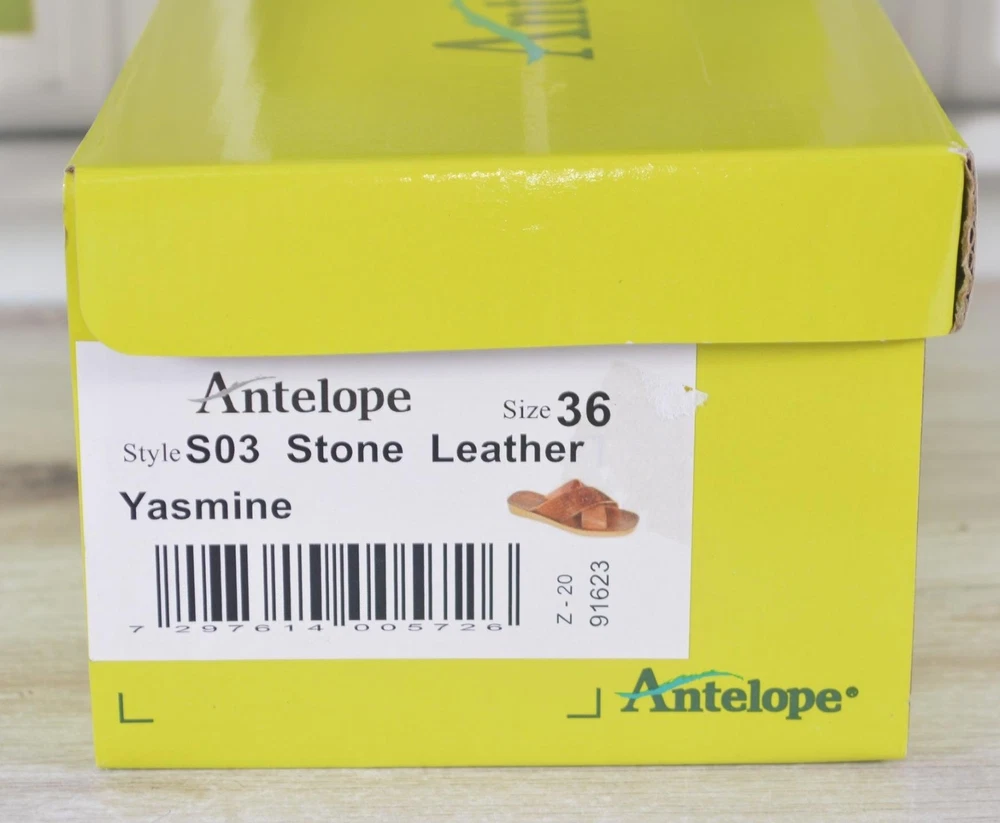 Antelope
Size 36
Style S03 Stone Leather
Yasmine
7 297614 005726
Z - 20
91623
Antelope®